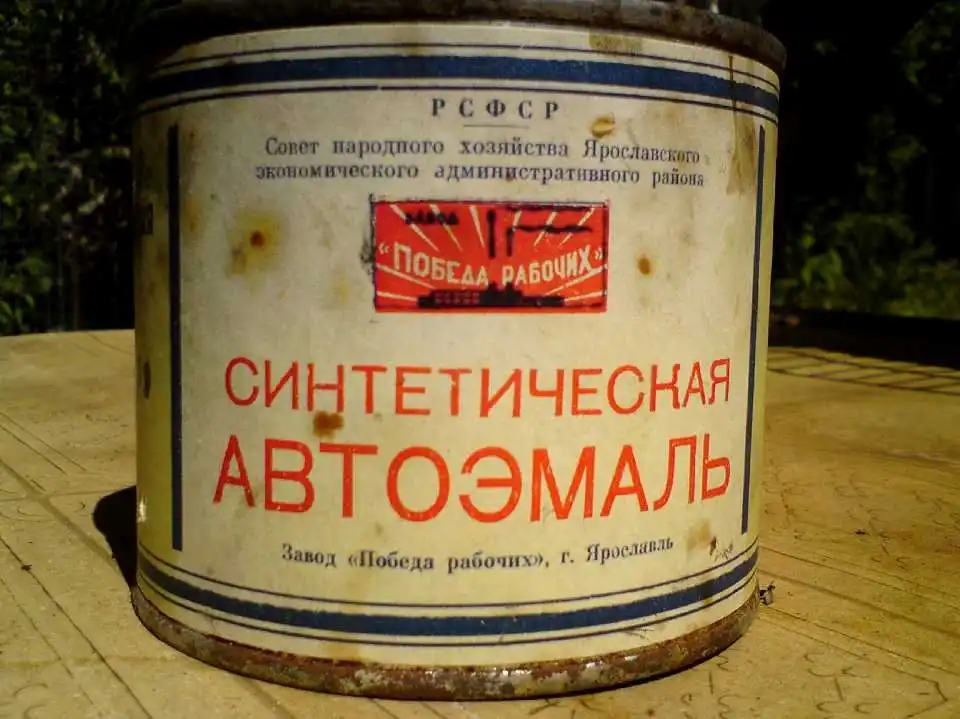 РСФСР
Совет народного хозяйства Ярославского
экономического административного района
ЗАВОД
«ПОБЕДА РАБОЧИХ»
СИНТЕТИЧЕСКАЯ
АВТОЭМАЛЬ
Завод «Победа рабочих», г. Ярославль